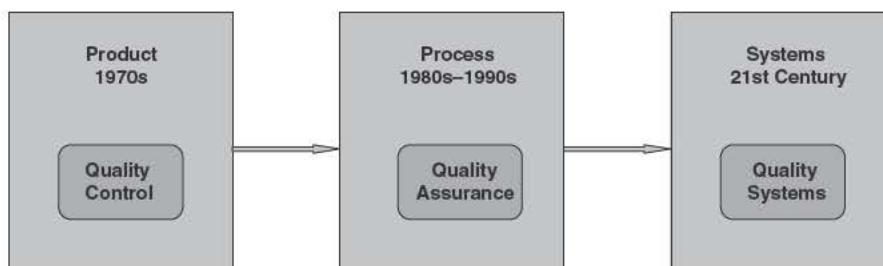 Product
1970s
Quality
Control
Process
1980s–1990s
Quality
Assurance
Systems
21st Century
Quality
Systems